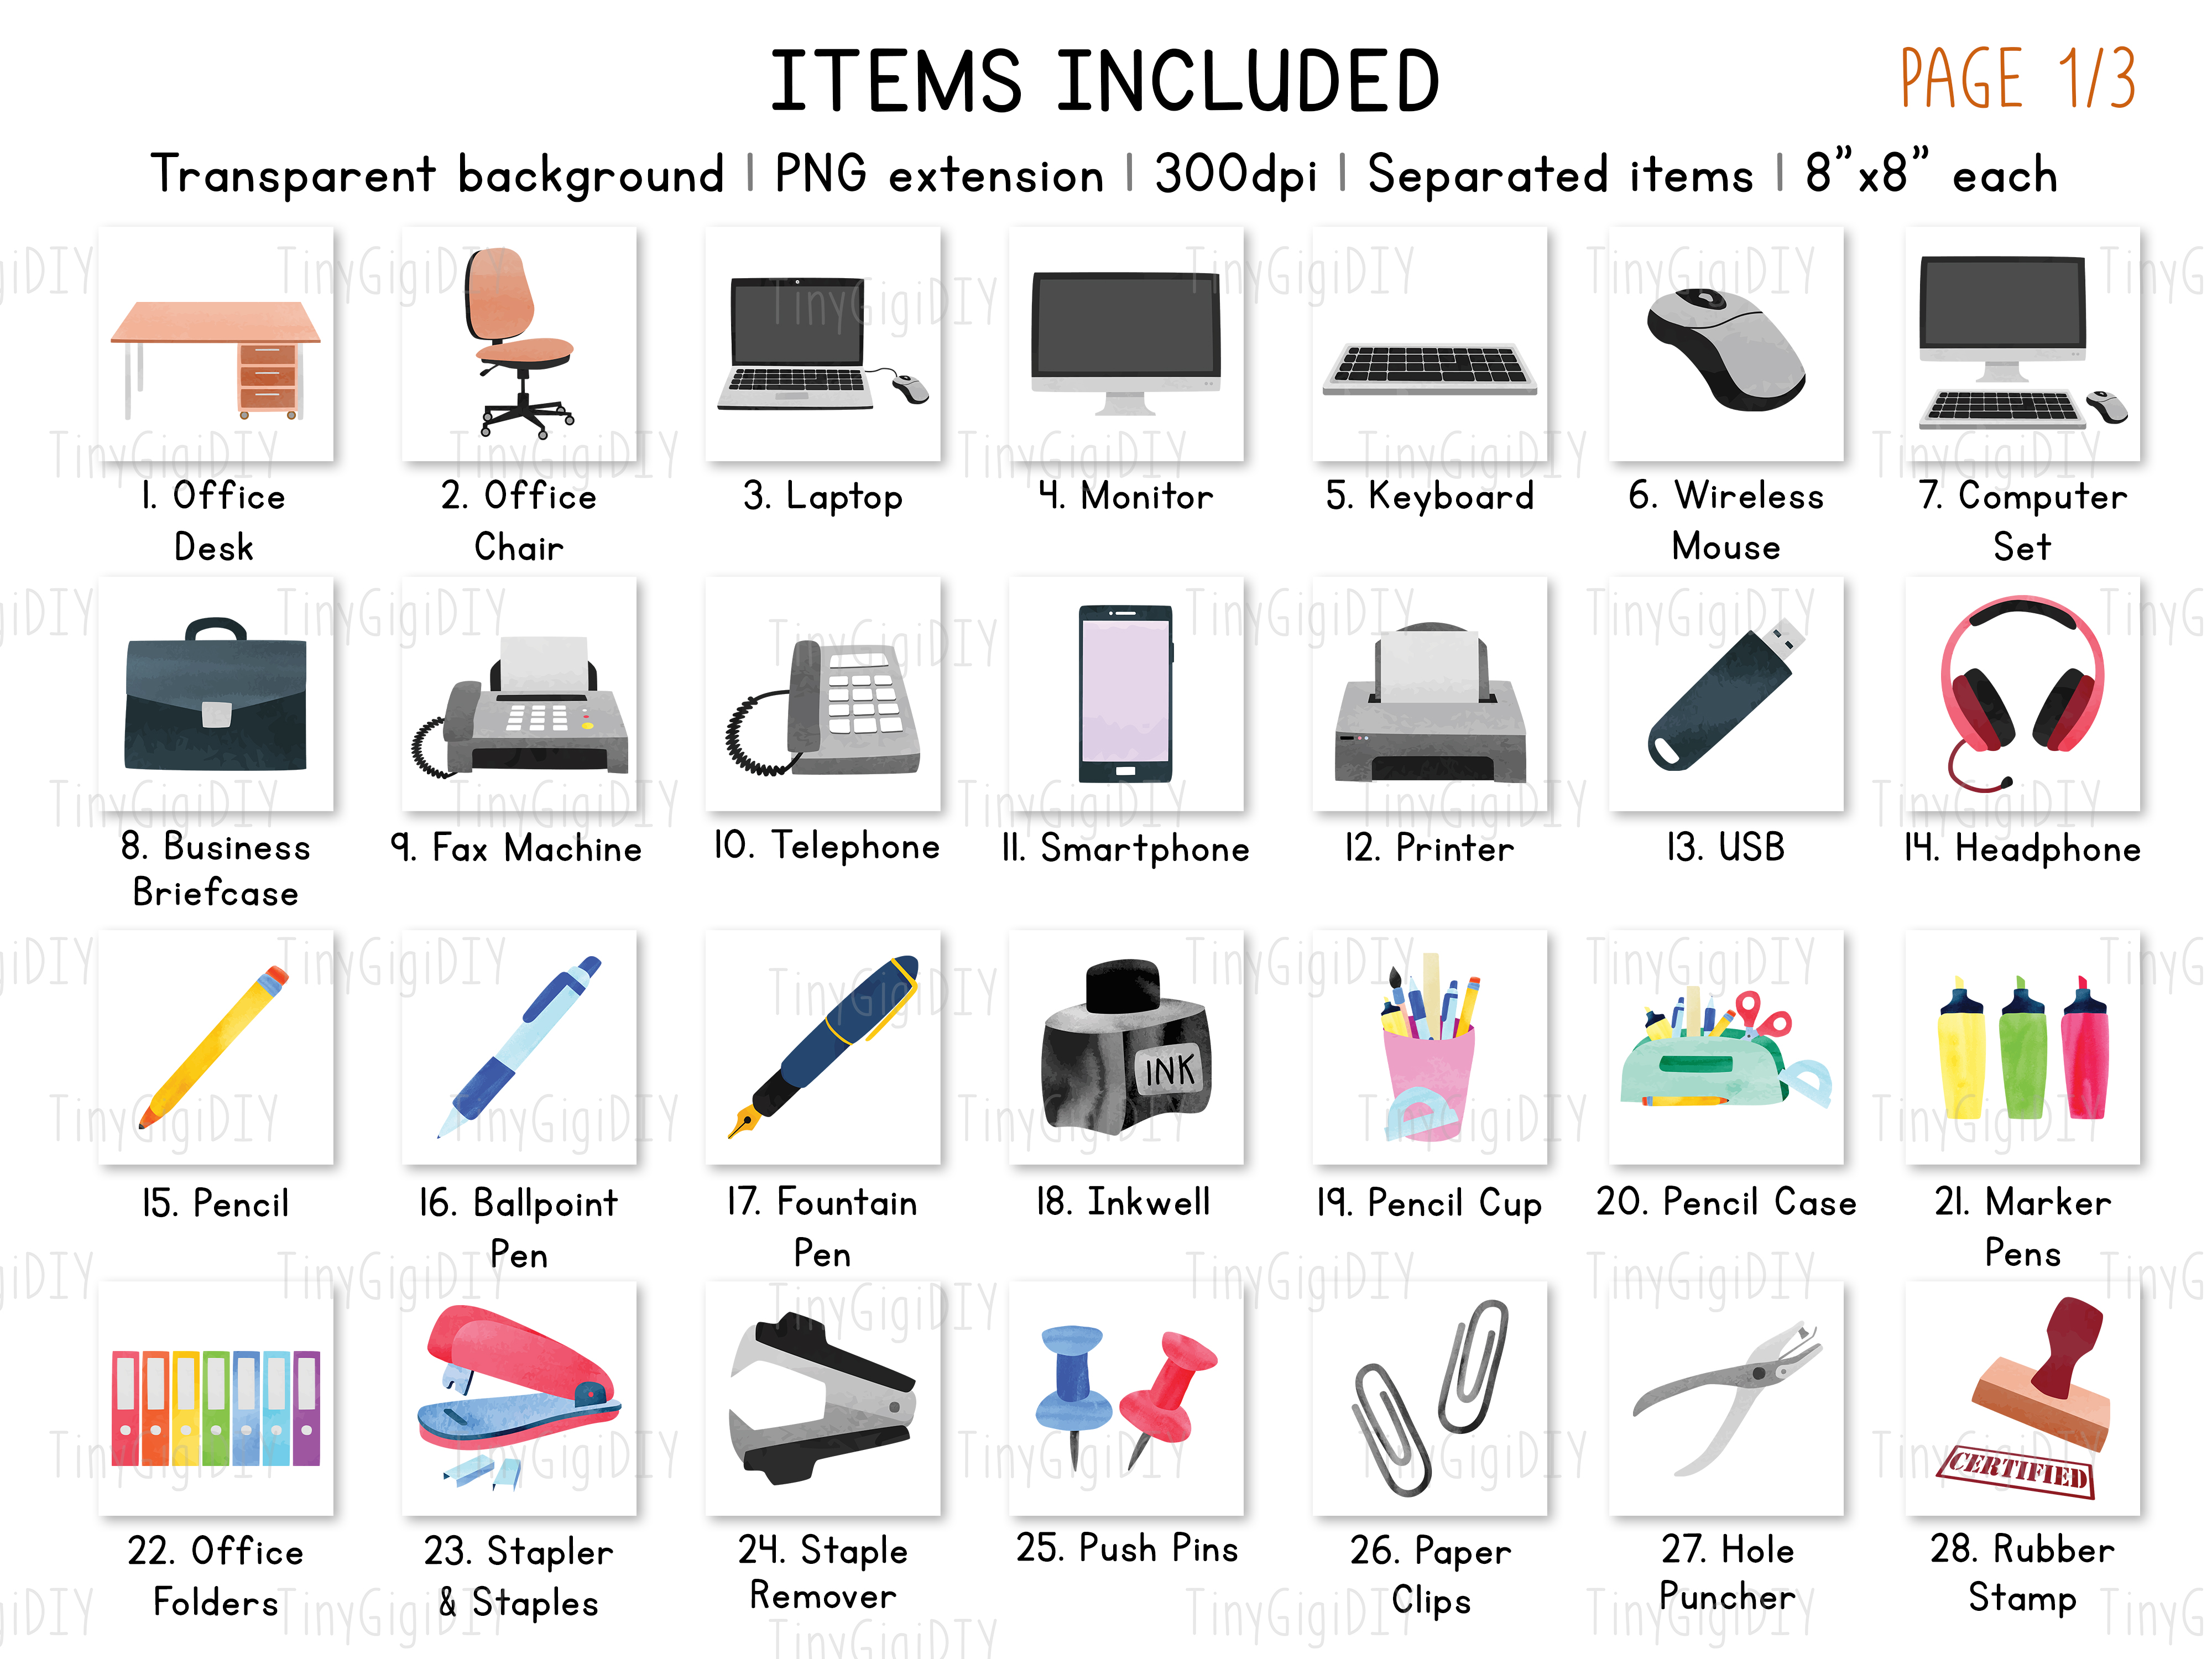 ITEMS INCLUDED
PAGE 1/3
Transparent background | PNG extension | 300dpi | Separated items | 8”x8” each
1. Office
Desk
2. Office
Chair
3. Laptop
4. Monitor
5. Keyboard
6. Wireless
Mouse
7. Computer
Set
8. Business
Briefcase
9. Fax Machine
10. Telephone
11. Smartphone
12. Printer
13. USB
14. Headphone
INK
15. Pencil
16. Ballpoint
Pen
17. Fountain
Pen
18. Inkwell
19. Pencil Cup
20. Pencil Case
21. Marker
Pens
CERTIFIED
22. Office
Folders
23. Stapler
& Staples
24. Staple
Remover
25. Push Pins
26. Paper
Clips
27. Hole
Puncher
28. Rubber
Stamp
TinyGigiDIY